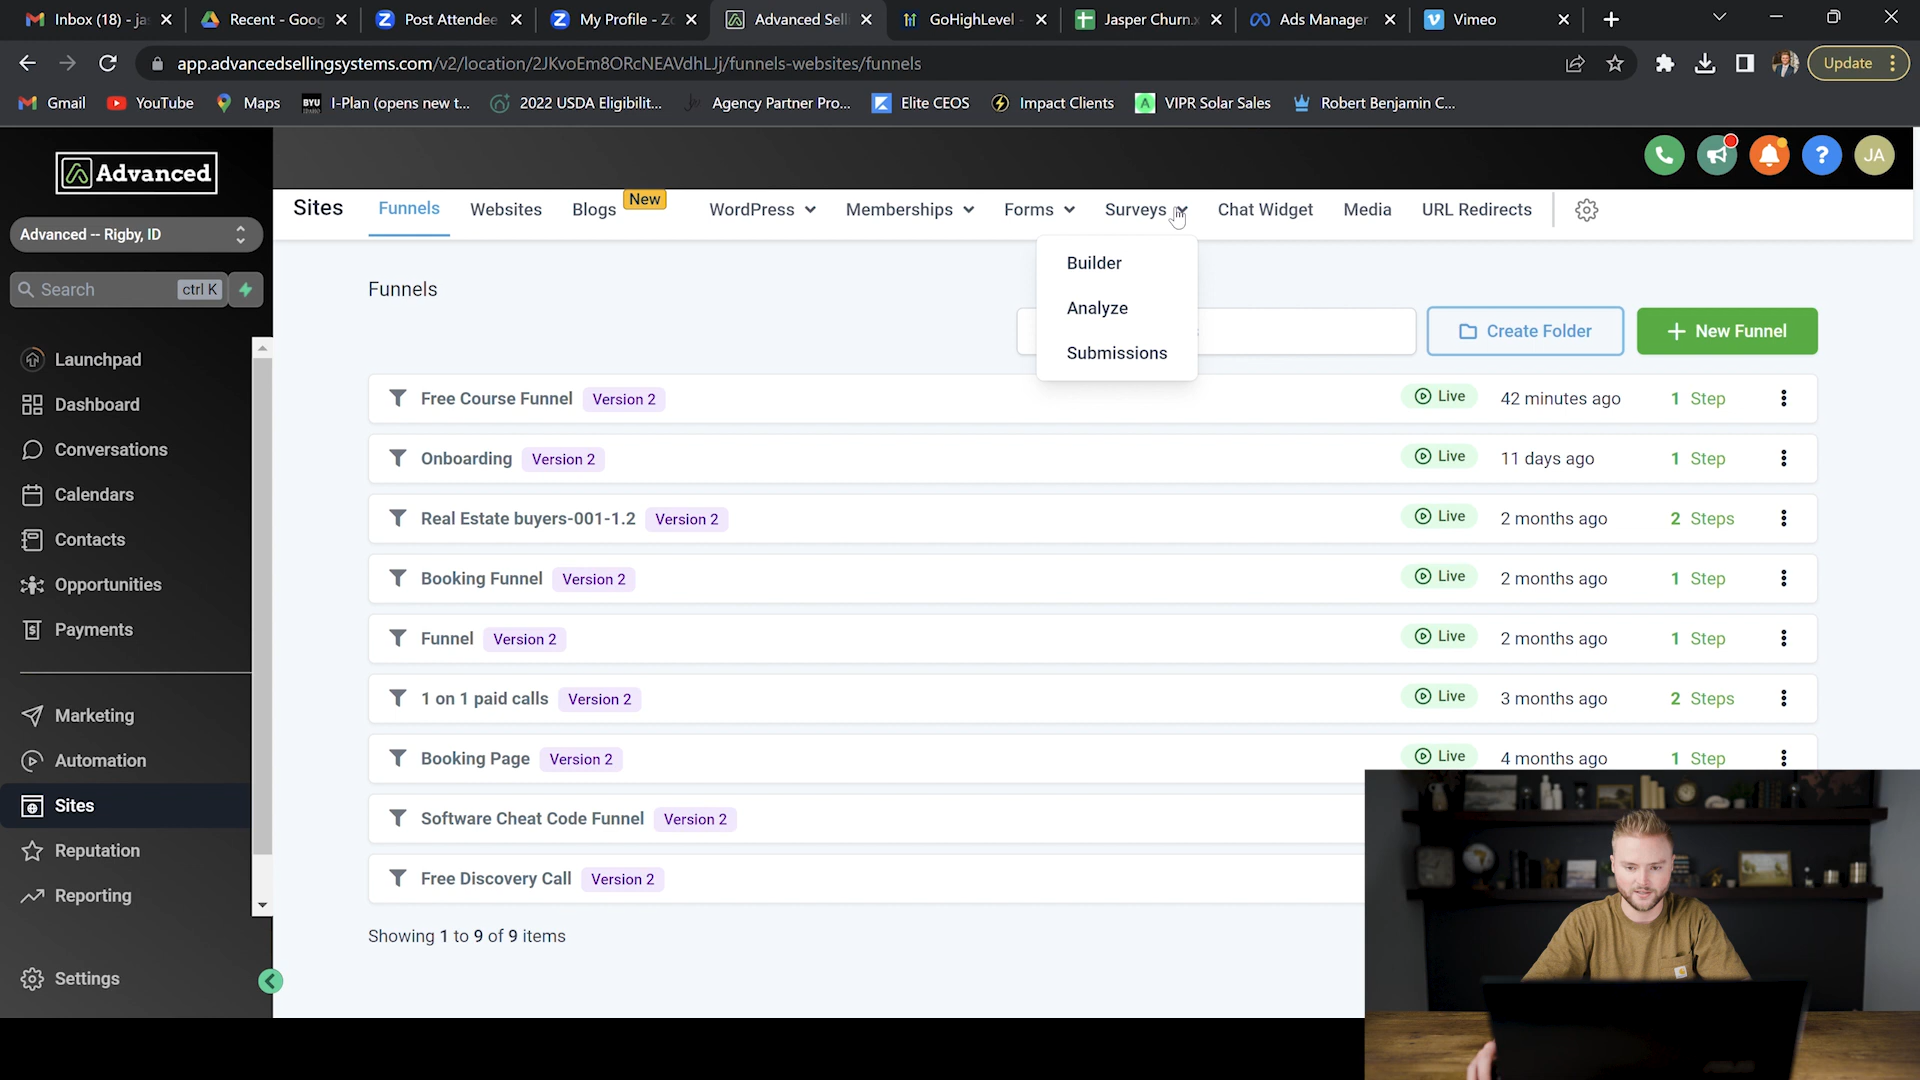 Inbox (18) - ja
Recent - Goog
Post Attendee
My Profile - Zo
Advanced Sell
GoHighLevel -
Jasper Churn.x
Ads Manager
Vimeo
app.advancedsellingsystems.com/v2/location/2JKvoEm8ORcNEAVdhLJj/funnels-websites/funnels
Update
Gmail
YouTube
Maps
I-Plan (opens new t...
2022 USDA Eligibilit...
Agency Partner Pro...
Elite CEOS
Impact Clients
VIPR Solar Sales
Robert Benjamin C...
Advanced
JA
Sites
Funnels
Websites
Blogs
New
WordPress
Memberships
Forms
Surveys
Chat Widget
Media
URL Redirects
Advanced -- Rigby, ID
Search
ctrl K
Builder
Analyze
Submissions
Funnels
Create Folder
+ New Funnel
Launchpad
Dashboard
Conversations
Calendars
Contacts
Opportunities
Payments
Marketing
Automation
Sites
Reputation
Reporting
Settings
Free Course Funnel Version 2 Live 42 minutes ago 1 Step
Onboarding Version 2 Live 11 days ago 1 Step
Real Estate buyers-001-1.2 Version 2 Live 2 months ago 2 Steps
Booking Funnel Version 2 Live 2 months ago 1 Step
Funnel Version 2 Live 2 months ago 1 Step
1 on 1 paid calls Version 2 Live 3 months ago 2 Steps
Booking Page Version 2 Live 4 months ago 1 Step
Software Cheat Code Funnel Version 2
Free Discovery Call Version 2
Showing 1 to 9 of 9 items